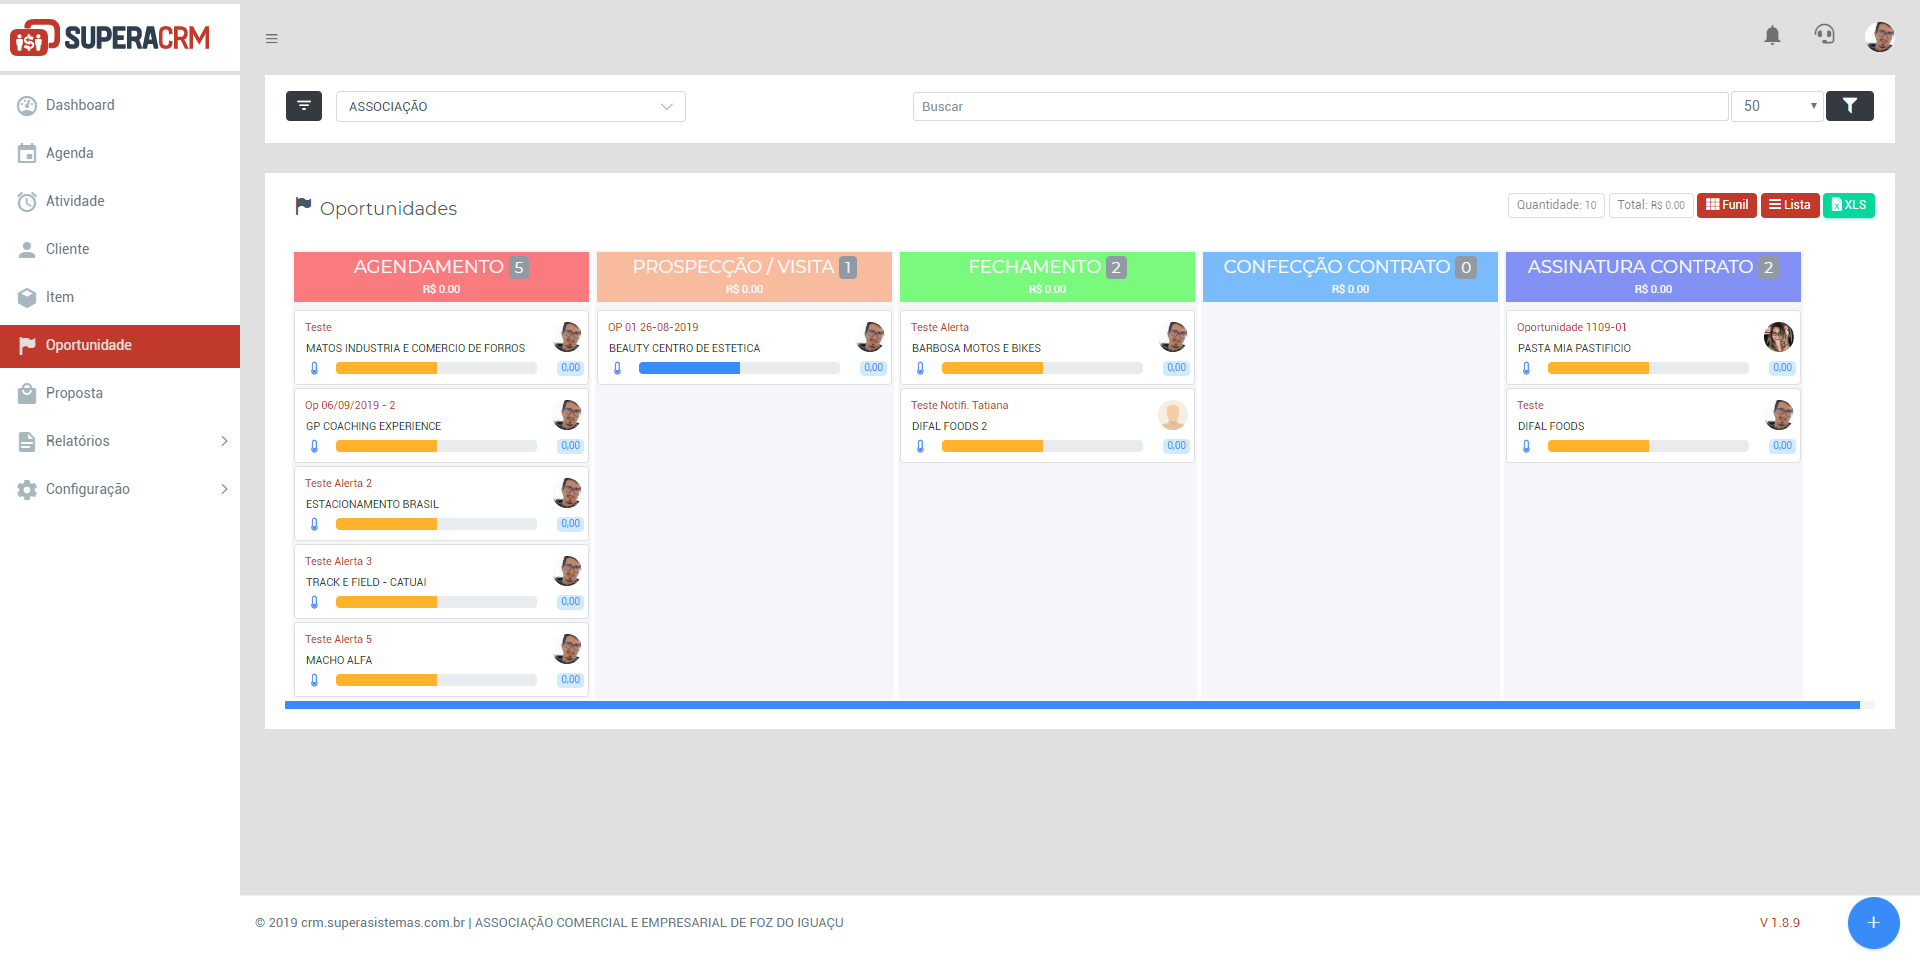 SUPERACRM
Dashboard
Agenda
Atividade
Cliente
Item
Oportunidade
Proposta
Relatórios
Configuração
ASSOCIAÇÃO
Buscar
50
Oportunidades
Quantidade: 10
Total: R$ 0.00
Funil
Lista
XLS
AGENDAMENTO 5
R$ 0.00
Teste
MATOS INDUSTRIA E COMERCIO DE FORROS
0,00
Op 06/09/2019 - 2
GP COACHING EXPERIENCE
0,00
Teste Alerta 2
ESTACIONAMENTO BRASIL
0,00
Teste Alerta 3
TRACK E FIELD - CATUAI
0,00
Teste Alerta 5
MACHO ALFA
0,00
PROSPECÇÃO / VISITA 1
R$ 0.00
OP 01 26-08-2019
BEAUTY CENTRO DE ESTETICA
0,00
FECHAMENTO 2
R$ 0.00
Teste Alerta
BARBOSA MOTOS E BIKES
0,00
Teste Notifi. Tatiana
DIFAL FOODS 2
0,00
CONFECÇÃO CONTRATO 0
R$ 0.00
ASSINATURA CONTRATO 2
R$ 0.00
Oportunidade 1109-01
PASTA MIA PASTIFICIO
0,00
Teste
DIFAL FOODS
0,00
© 2019 crm.superasistemas.com.br | ASSOCIAÇÃO COMERCIAL E EMPRESARIAL DE FOZ DO IGUAÇU
V 1.8.9
+